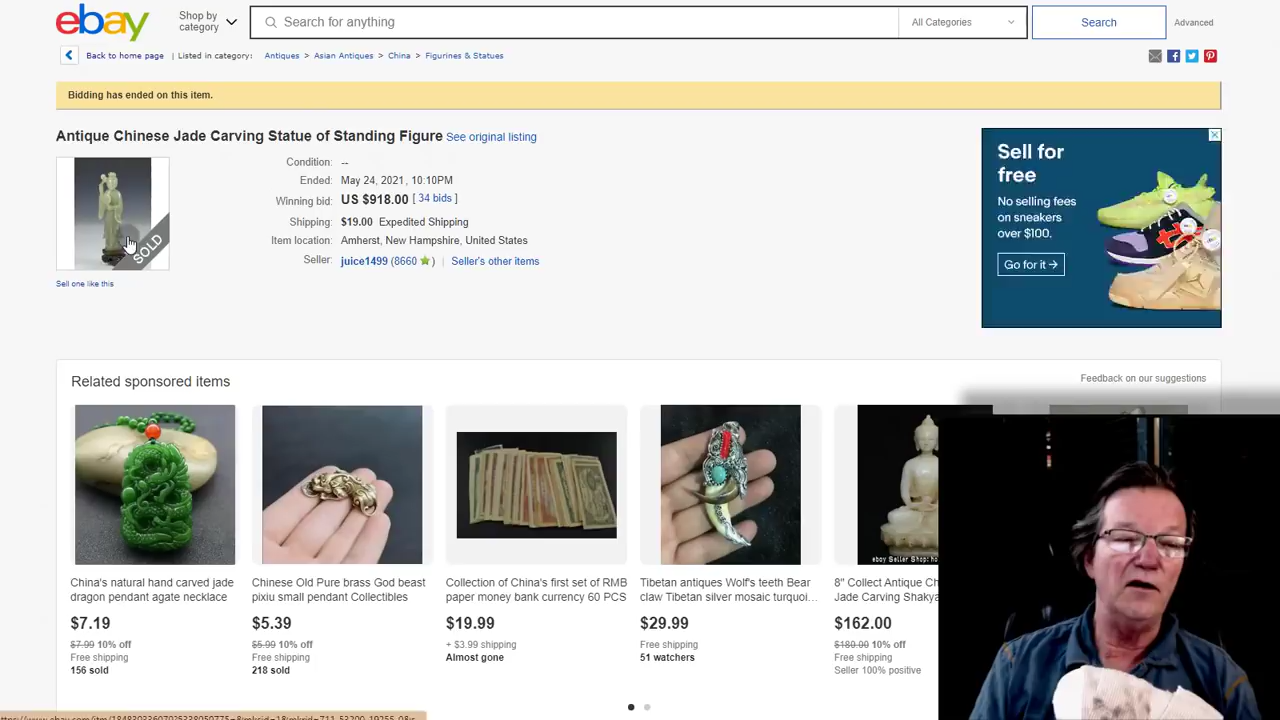 ebay
Shop by category
Search for anything
All Categories
Search
Advanced
Back to home page | Listed in category: Antiques > Asian Antiques > China > Figurines & Statues
Bidding has ended on this item.
Antique Chinese Jade Carving Statue of Standing Figure See original listing
Condition: --
Ended: May 24, 2021, 10:10PM
Winning bid: US $918.00 [ 34 bids ]
Shipping: $19.00 Expedited Shipping
Item location: Amherst, New Hampshire, United States
Seller: juice1499 (8660 ) | Seller's other items
SOLD
Sell one like this
Sell for
free
No selling fees
on sneakers
over $100.
Go for it →
Related sponsored items
Feedback on our suggestions
China's natural hand carved jade
dragon pendant agate necklace
$7.19
$7.99 10% off
Free shipping
156 sold
Chinese Old Pure brass God beast
pixiu small pendant Collectibles
$5.39
$5.99 10% off
Free shipping
218 sold
Collection of China's first set of RMB
paper money bank currency 60 PCS
$19.99
+ $3.99 shipping
Almost gone
Tibetan antiques Wolf's teeth Bear
claw Tibetan silver mosaic turquoi...
$29.99
Free shipping
51 watchers
ebay Seller Shop:
8" Collect Antique Ch
Jade Carving Shakya
$162.00
$180.00 10% off
Free shipping
Seller 100% positive